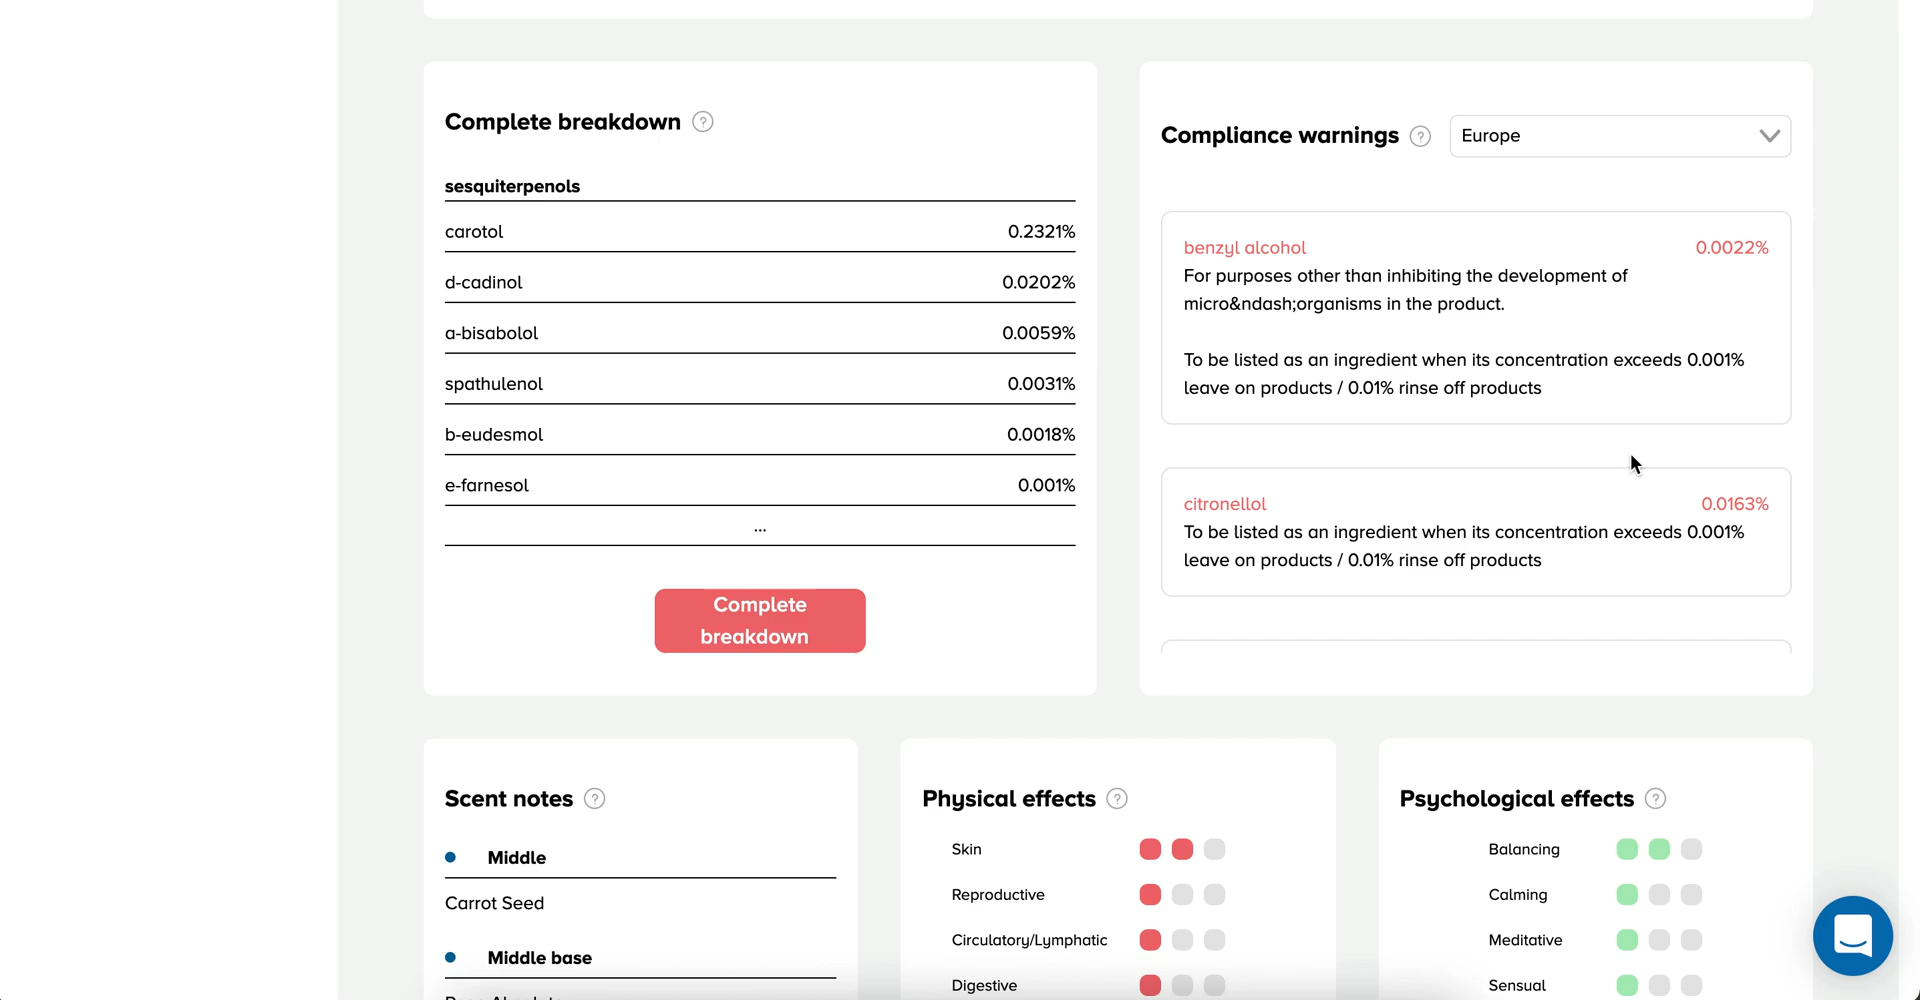 Complete breakdown ?
sesquiterpenols
carotol 0.2321%
d-cadinol 0.0202%
a-bisabolol 0.0059%
spathulenol 0.0031%
b-eudesmol 0.0018%
e-farnesol 0.001%
...
Complete
breakdown
Compliance warnings ? Europe
benzyl alcohol 0.0022%
For purposes other than inhibiting the development of
micro&ndash;organisms in the product.
To be listed as an ingredient when its concentration exceeds 0.001%
leave on products / 0.01% rinse off products
citronellol 0.0163%
To be listed as an ingredient when its concentration exceeds 0.001%
leave on products / 0.01% rinse off products
Scent notes ?
Middle
Carrot Seed
Middle base
Physical effects ?
Skin
Reproductive
Circulatory/Lymphatic
Digestive
Psychological effects ?
Balancing
Calming
Meditative
Sensual